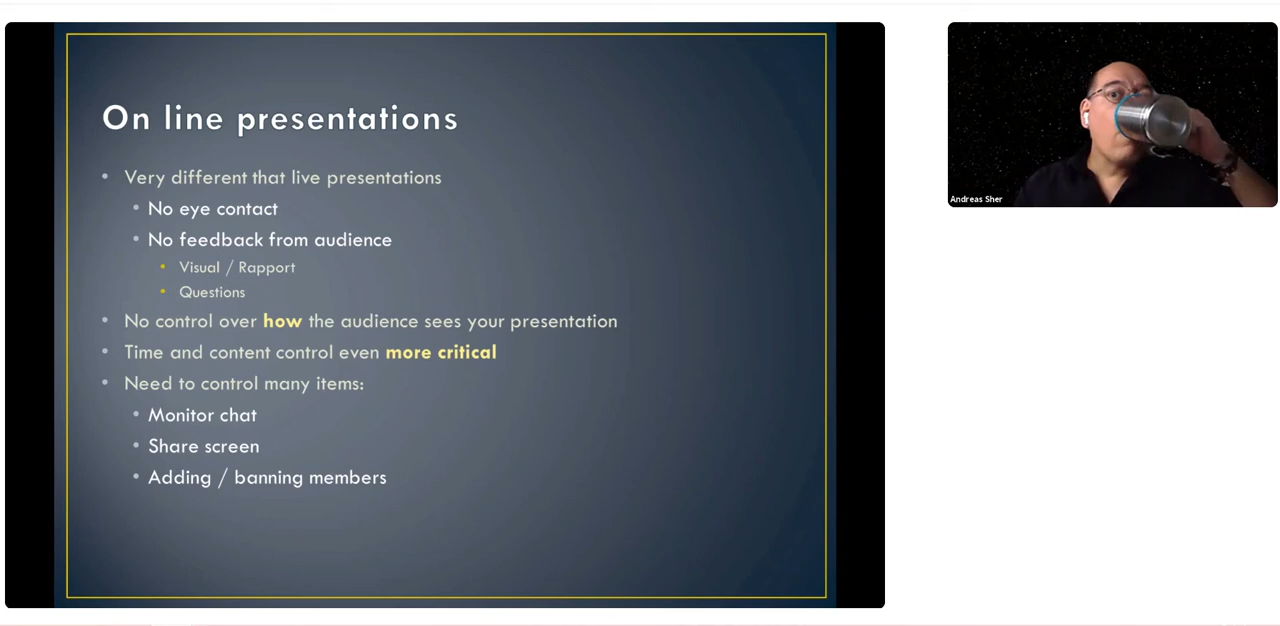 On line presentations
Very different that live presentations
No eye contact
No feedback from audience
Visual / Rapport
Questions
No control over how the audience sees your presentation
Time and content control even more critical
Need to control many items:
Monitor chat
Share screen
Adding / banning members
Andreas Sher